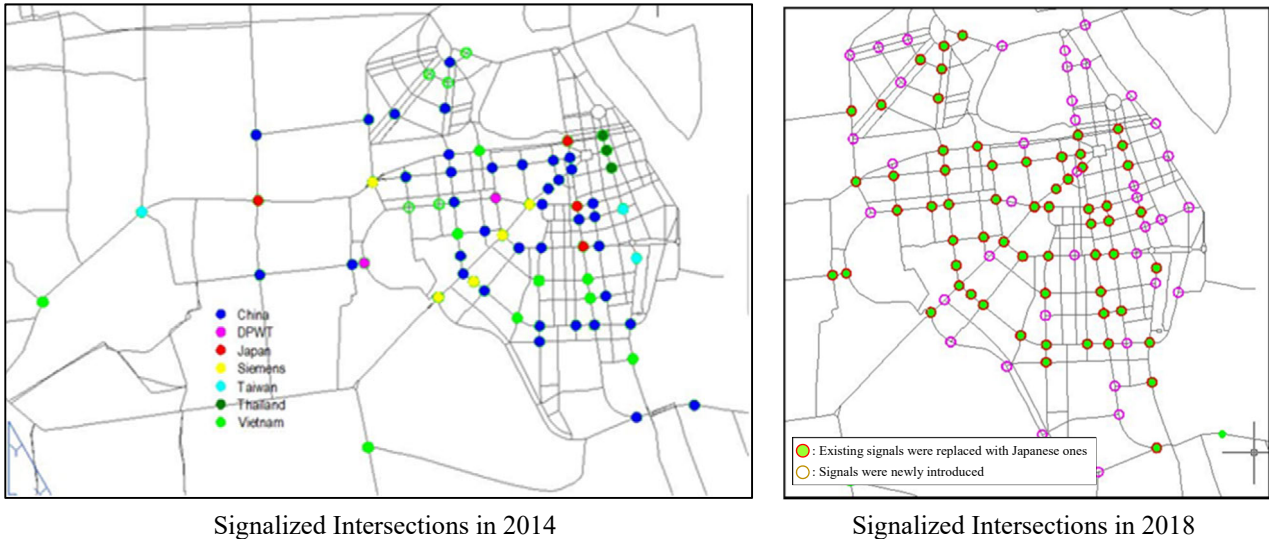 China
DPWT
Japan
Siemens
Taiwan
Thailand
Vietnam
: Existing signals were replaced with Japanese ones
: Signals were newly introduced
Signalized Intersections in 2014
Signalized Intersections in 2018